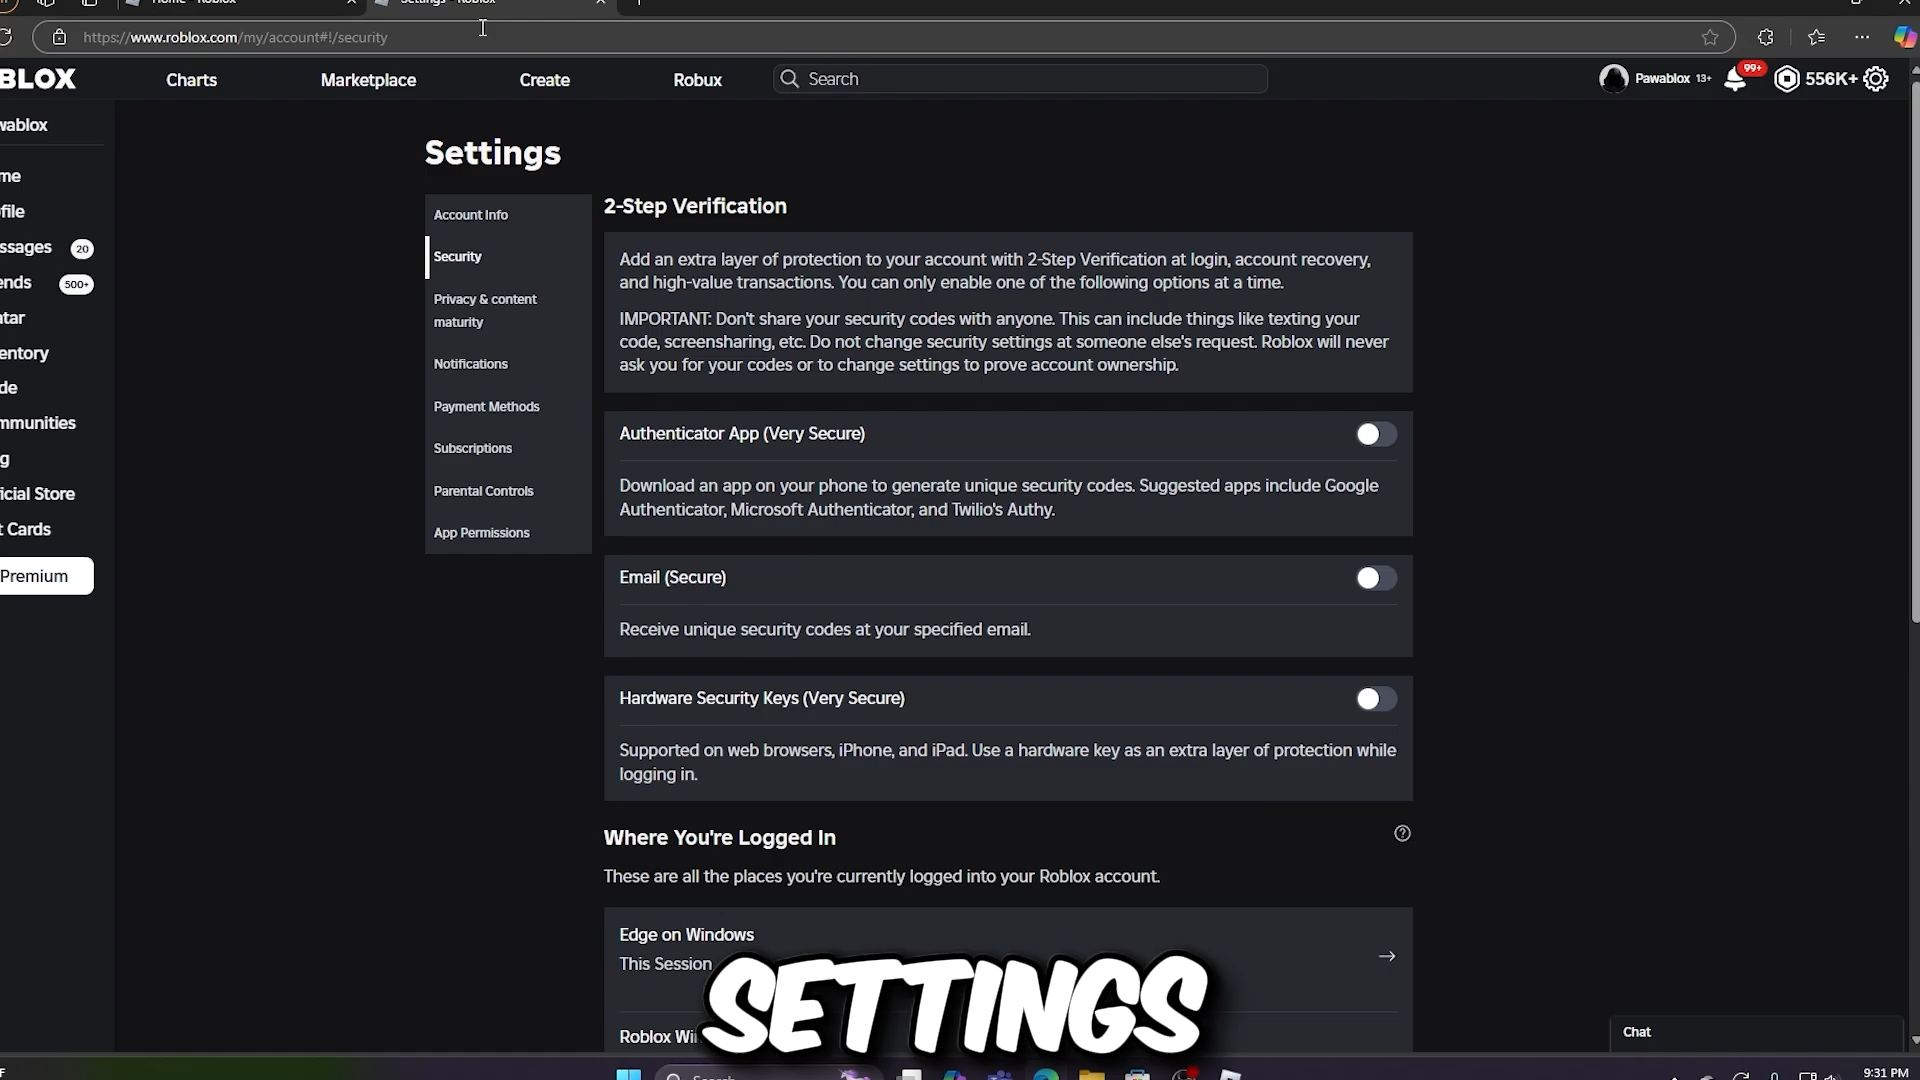 Home - Roblox
Settings - Roblox
https://www.roblox.com/my/account#!/security
BLOX
Charts
Marketplace
Create
Robux
Search
Pawablox 13+
99+
556K+
wablox
me
file
ssages 20
ends 500+
atar
entory
de
mmunities
g
icial Store
t Cards
Premium
Settings
Account Info
Security
Privacy & content
maturity
Notifications
Payment Methods
Subscriptions
Parental Controls
App Permissions
2-Step Verification
Add an extra layer of protection to your account with 2-Step Verification at login, account recovery,
and high-value transactions. You can only enable one of the following options at a time.
IMPORTANT: Don't share your security codes with anyone. This can include things like texting your
code, screensharing, etc. Do not change security settings at someone else's request. Roblox will never
ask you for your codes or to change settings to prove account ownership.
Authenticator App (Very Secure)
Download an app on your phone to generate unique security codes. Suggested apps include Google
Authenticator, Microsoft Authenticator, and Twilio's Authy.
Email (Secure)
Receive unique security codes at your specified email.
Hardware Security Keys (Very Secure)
Supported on web browsers, iPhone, and iPad. Use a hardware key as an extra layer of protection while
logging in.
Where You're Logged In
These are all the places you're currently logged into your Roblox account.
Edge on Windows
This Session
SETTINGS
Roblox Wi
Chat
Search
9:31 PM